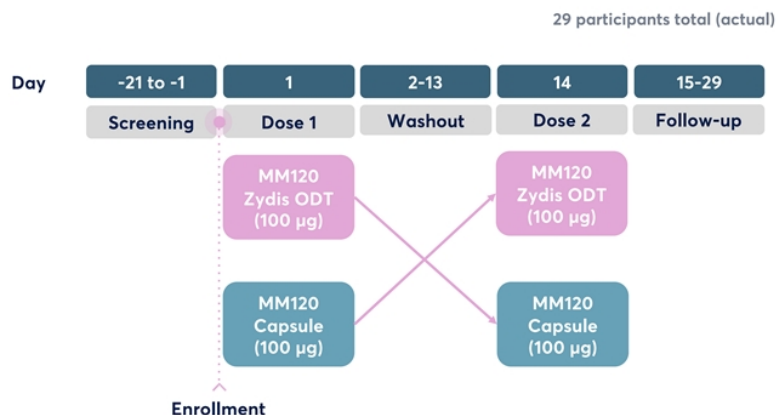 29 participants total (actual)
Day
-21 to -1
1
2-13
14
15-29
Screening
Dose 1
Washout
Dose 2
Follow-up
MM120
Zydis ODT
(100 µg)
MM120
Zydis ODT
(100 µg)
MM120
Capsule
(100 µg)
MM120
Capsule
(100 µg)
Enrollment